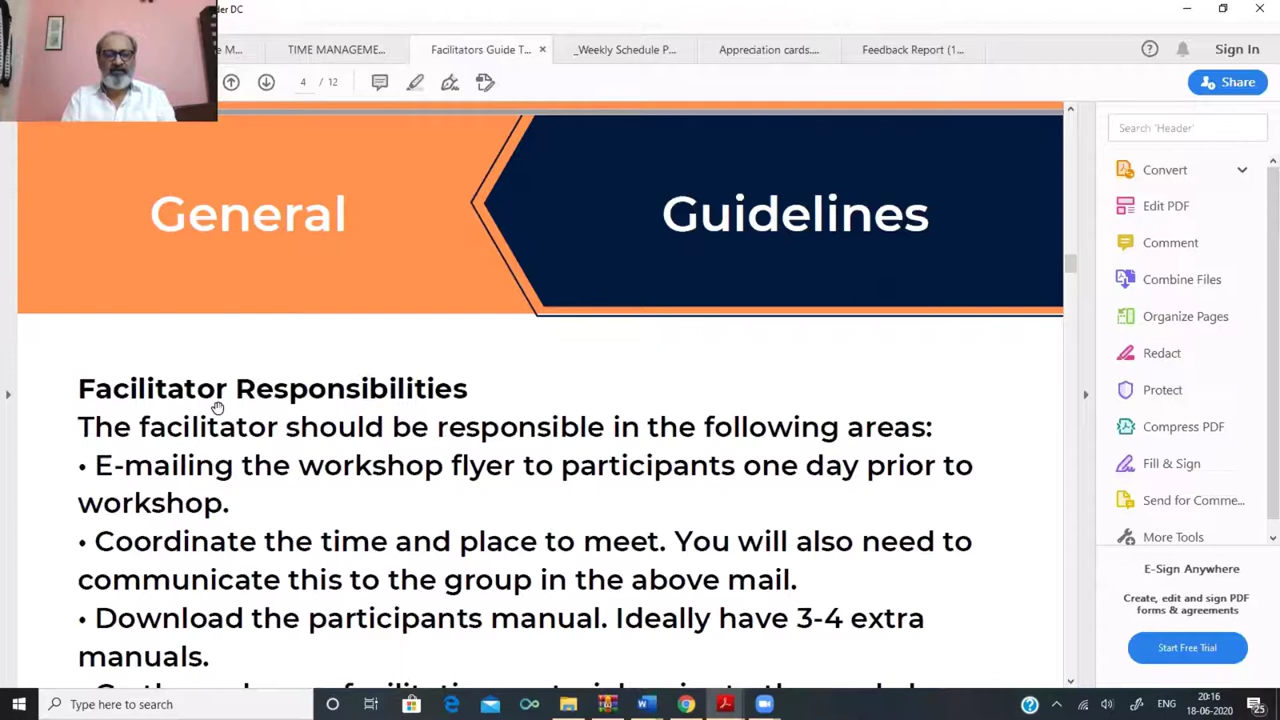 der DC
e M...
TIME MANAGEME...
Facilitators Guide T...
_Weekly Schedule P...
Appreciation cards....
Feedback Report (1...
Sign In
4 / 12
Share
General
Guidelines
Search 'Header'
Convert
Edit PDF
Comment
Combine Files
Organize Pages
Redact
Protect
Compress PDF
Fill & Sign
Send for Comme...
More Tools
E-Sign Anywhere
Create, edit and sign PDF
forms & agreements
Start Free Trial
Facilitator Responsibilities
The facilitator should be responsible in the following areas:
• E-mailing the workshop flyer to participants one day prior to
workshop.
• Coordinate the time and place to meet. You will also need to
communicate this to the group in the above mail.
• Download the participants manual. Ideally have 3-4 extra
manuals.
Type here to search
ENG
20:16
18-06-2020
25